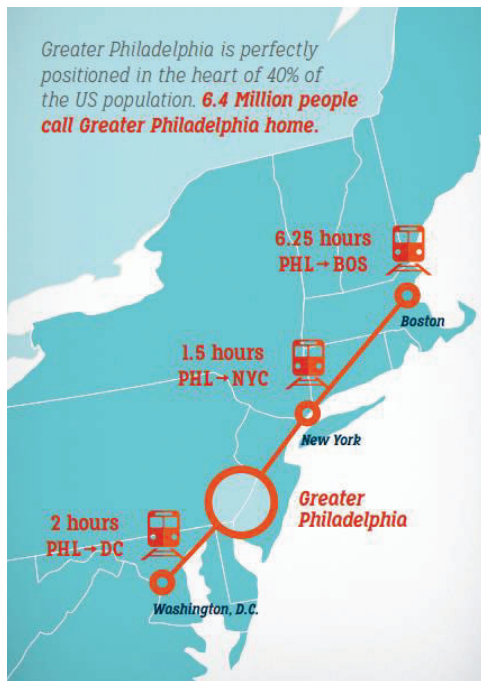 Greater Philadelphia is perfectly
positioned in the heart of 40% of
the US population. 6.4 Million people
call Greater Philadelphia home.
6.25 hours
PHL→BOS
Boston
1.5 hours
PHL→NYC
New York
Greater
Philadelphia
2 hours
PHL→DC
Washington, D.C.